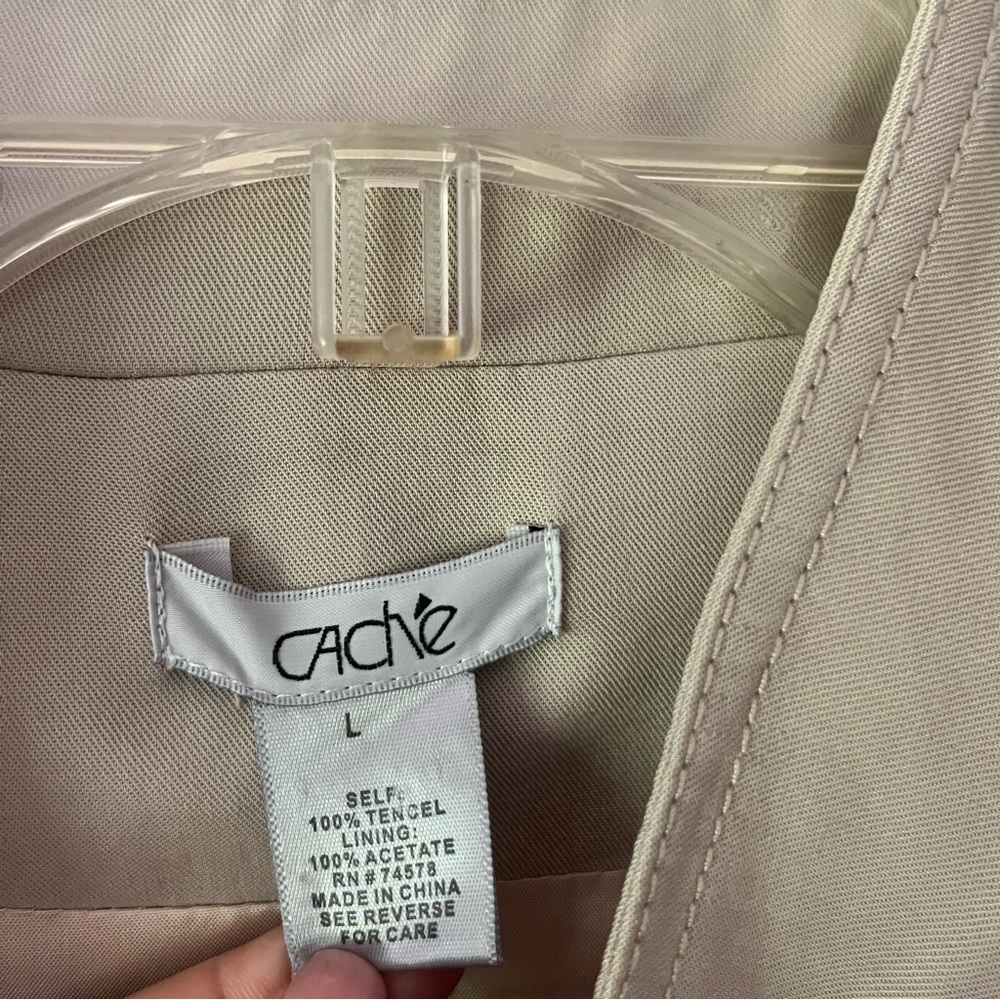 CAChé
L
SELF:
100% TENCEL
LINING:
100% ACETATE
RN # 74578
MADE IN CHINA
SEE REVERSE
FOR CARE